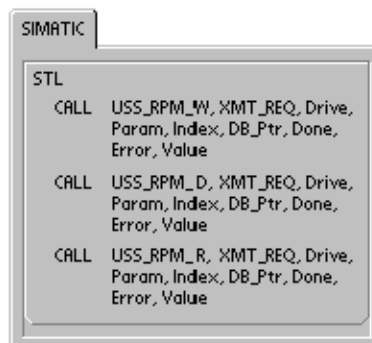 SIMATIC
STL
CALL USS_RPM_W, XMT_REQ, Drive,
Param, Index, DB_Ptr, Done,
Error, Value
CALL USS_RPM_D, XMT_REQ, Drive,
Param, Index, DB_Ptr, Done,
Error, Value
CALL USS_RPM_R, XMT_REQ, Drive,
Param, Index, DB_Ptr, Done,
Error, Value